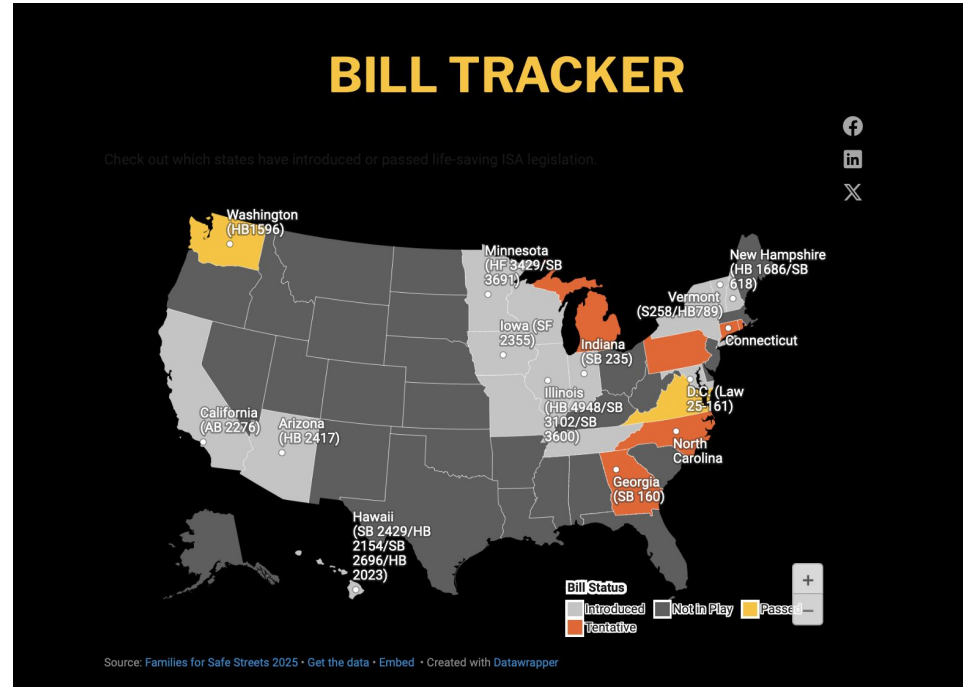 BILL TRACKER
Check out which states have introduced or passed life-saving ISA legislation.
Washington
(HB1596)
Minnesota
(HF 3429/SB
3691)
New Hampshire
(HB 1686/SB
618)
Vermont
(S258/HB789)
Iowa (SF
2355)
Indiana
(SB 235)
Connecticut
Illinois
(HB 4948/SB
3102/SB
3600)
D.C. (Law
25-161)
California
(AB 2276)
Arizona
(HB 2417)
North
Carolina
Georgia
(SB 160)
Hawaii
(SB 2429/HB
2154/SB
2696/HB
2023)
Bill Status
Introduced Not in Play Passed
Tentative
+
−
Source: Families for Safe Streets 2025 • Get the data • Embed • Created with Datawrapper